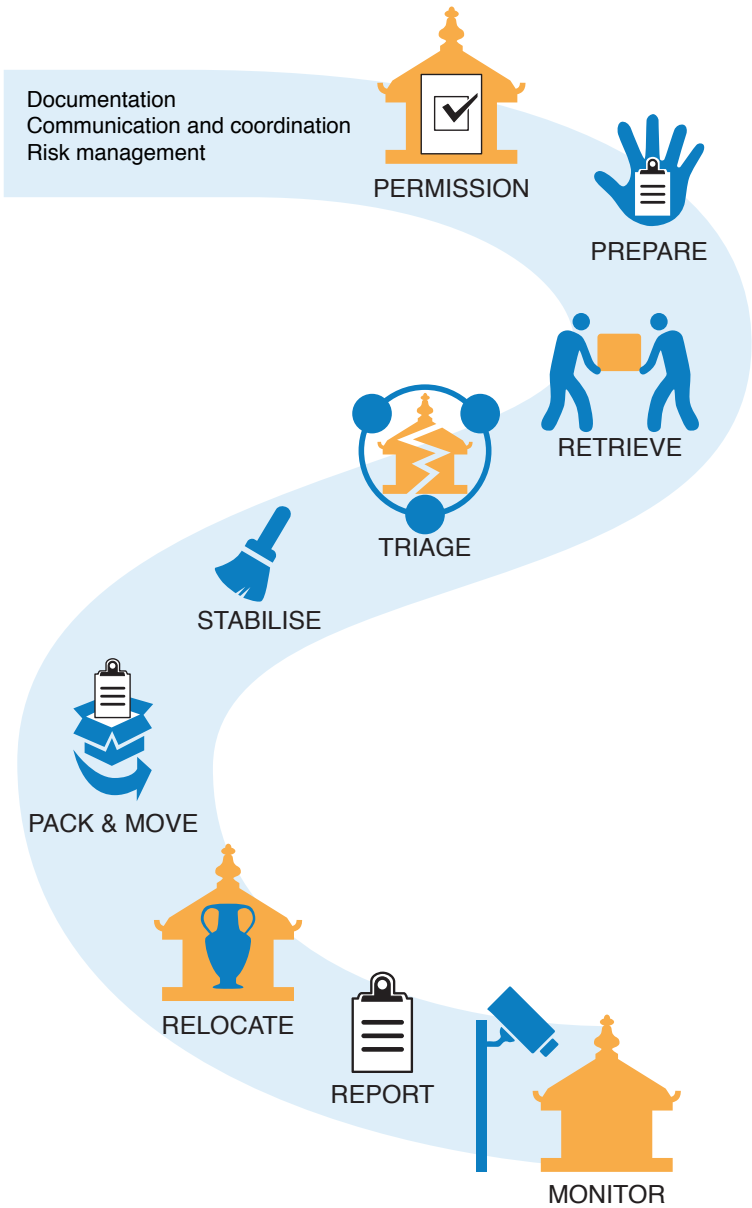 Documentation
Communication and coordination
Risk management
PERMISSION
PREPARE
RETRIEVE
TRIAGE
STABILISE
PACK & MOVE
RELOCATE
REPORT
MONITOR